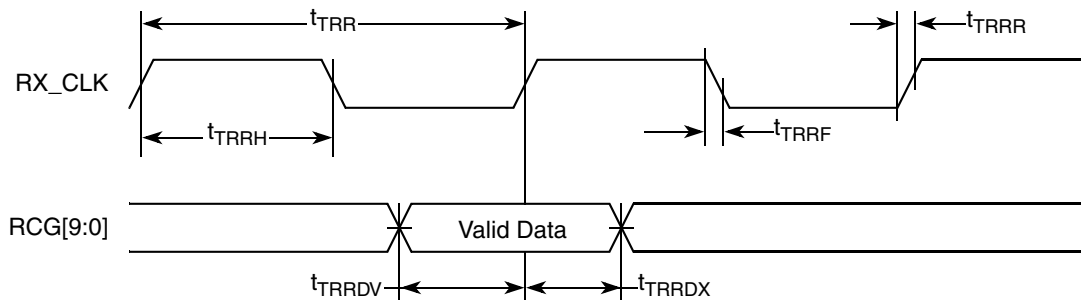 tTRR
tTRRR
RX_CLK
tTRRH
tTRRF
RCG[9:0]
Valid Data
tTRRDV
tTRRDX